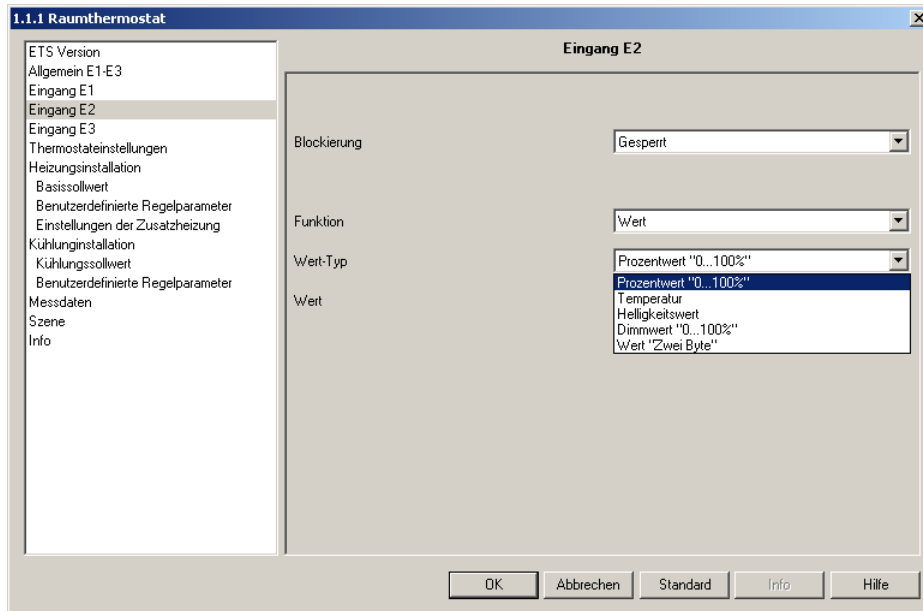 1.1.1 Raumthermostat
ETS Version
Allgemein E1-E3
Eingang E1
Eingang E2
Eingang E3
Thermostateinstellungen
Heizungsinstallation
Basissollwert
Benutzerdefinierte Regelparameter
Einstellungen der Zusatzheizung
Kühlunginstallation
Kühlungssollwert
Benutzerdefinierte Regelparameter
Messdaten
Szene
Info
Eingang E2
Blockierung
Gesperrt
Funktion
Wert
Wert-Typ
Prozentwert "0...100%"
Prozentwert "0...100%"
Temperatur
Helligkeitswert
Dimmwert "0...100%"
Wert "Zwei Byte"
Wert
OK
Abbrechen
Standard
Info
Hilfe